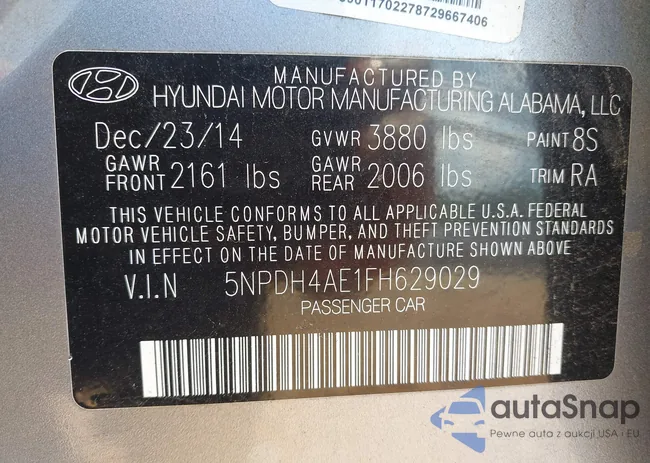 0011702278729667406
MANUFACTURED BY
HYUNDAI MOTOR MANUFACTURING ALABAMA, LLC
Dec/23/14 GVWR 3880 lbs PAINT 8S
GAWR FRONT 2161 lbs GAWR REAR 2006 lbs TRIM RA
THIS VEHICLE CONFORMS TO ALL APPLICABLE U.S.A. FEDERAL
MOTOR VEHICLE SAFETY, BUMPER, AND THEFT PREVENTION STANDARDS
IN EFFECT ON THE DATE OF MANUFACTURE SHOWN ABOVE
V.I.N 5NPDH4AE1FH629029
PASSENGER CAR
autaSnap
Pewne auta z aukcji USA i EU